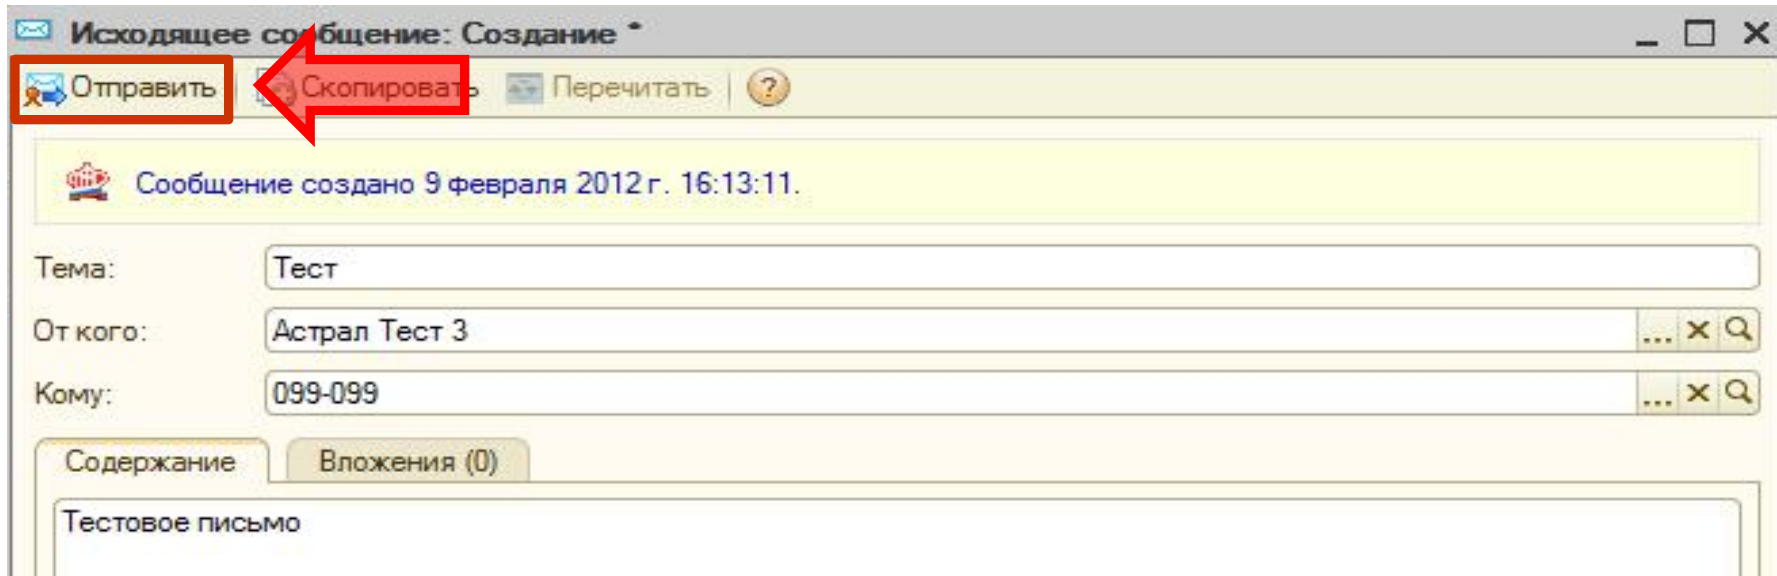 Исходящее сообщение: Создание *
Отправить Скопировать Перечитать ?
Сообщение создано 9 февраля 2012 г. 16:13:11.
Тема: Тест
От кого: Астрал Тест 3 ...
Кому: 099-099 ...
Содержание Вложения (0)
Тестовое письмо